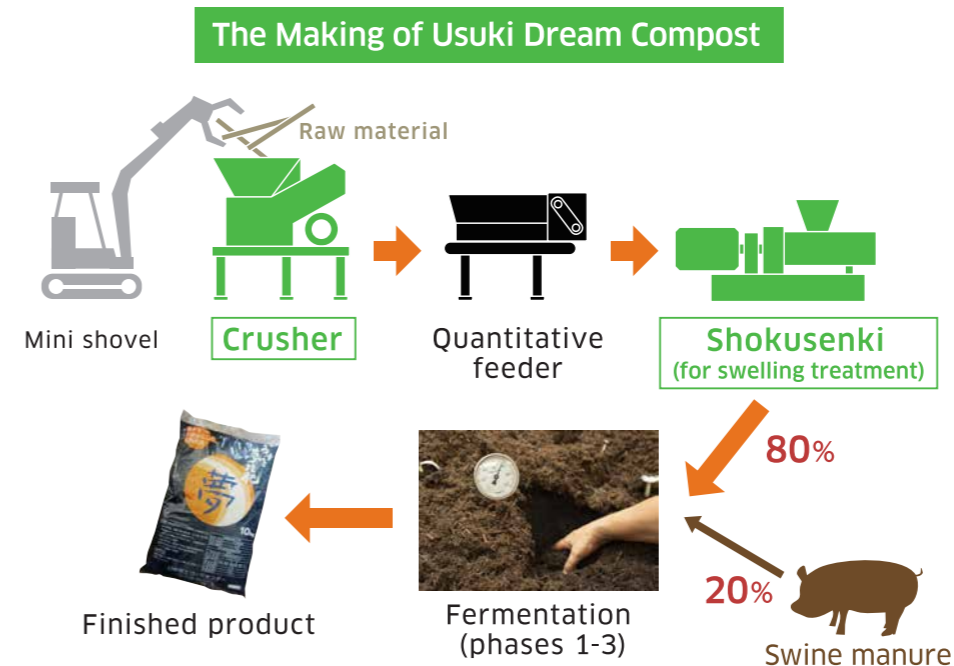 The Making of Usuki Dream Compost
Raw material
Mini shovel
Crusher
Quantitative
feeder
Shokusenki
(for swelling treatment)
80%
20%
Swine manure
Fermentation
(phases 1-3)
夢
Finished product